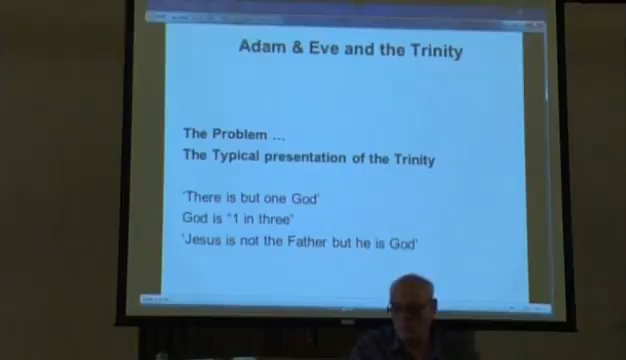 Adam & Eve and the Trinity
The Problem ...
The Typical presentation of the Trinity
'There is but one God'
God is "1 in three"
'Jesus is not the Father but he is God'